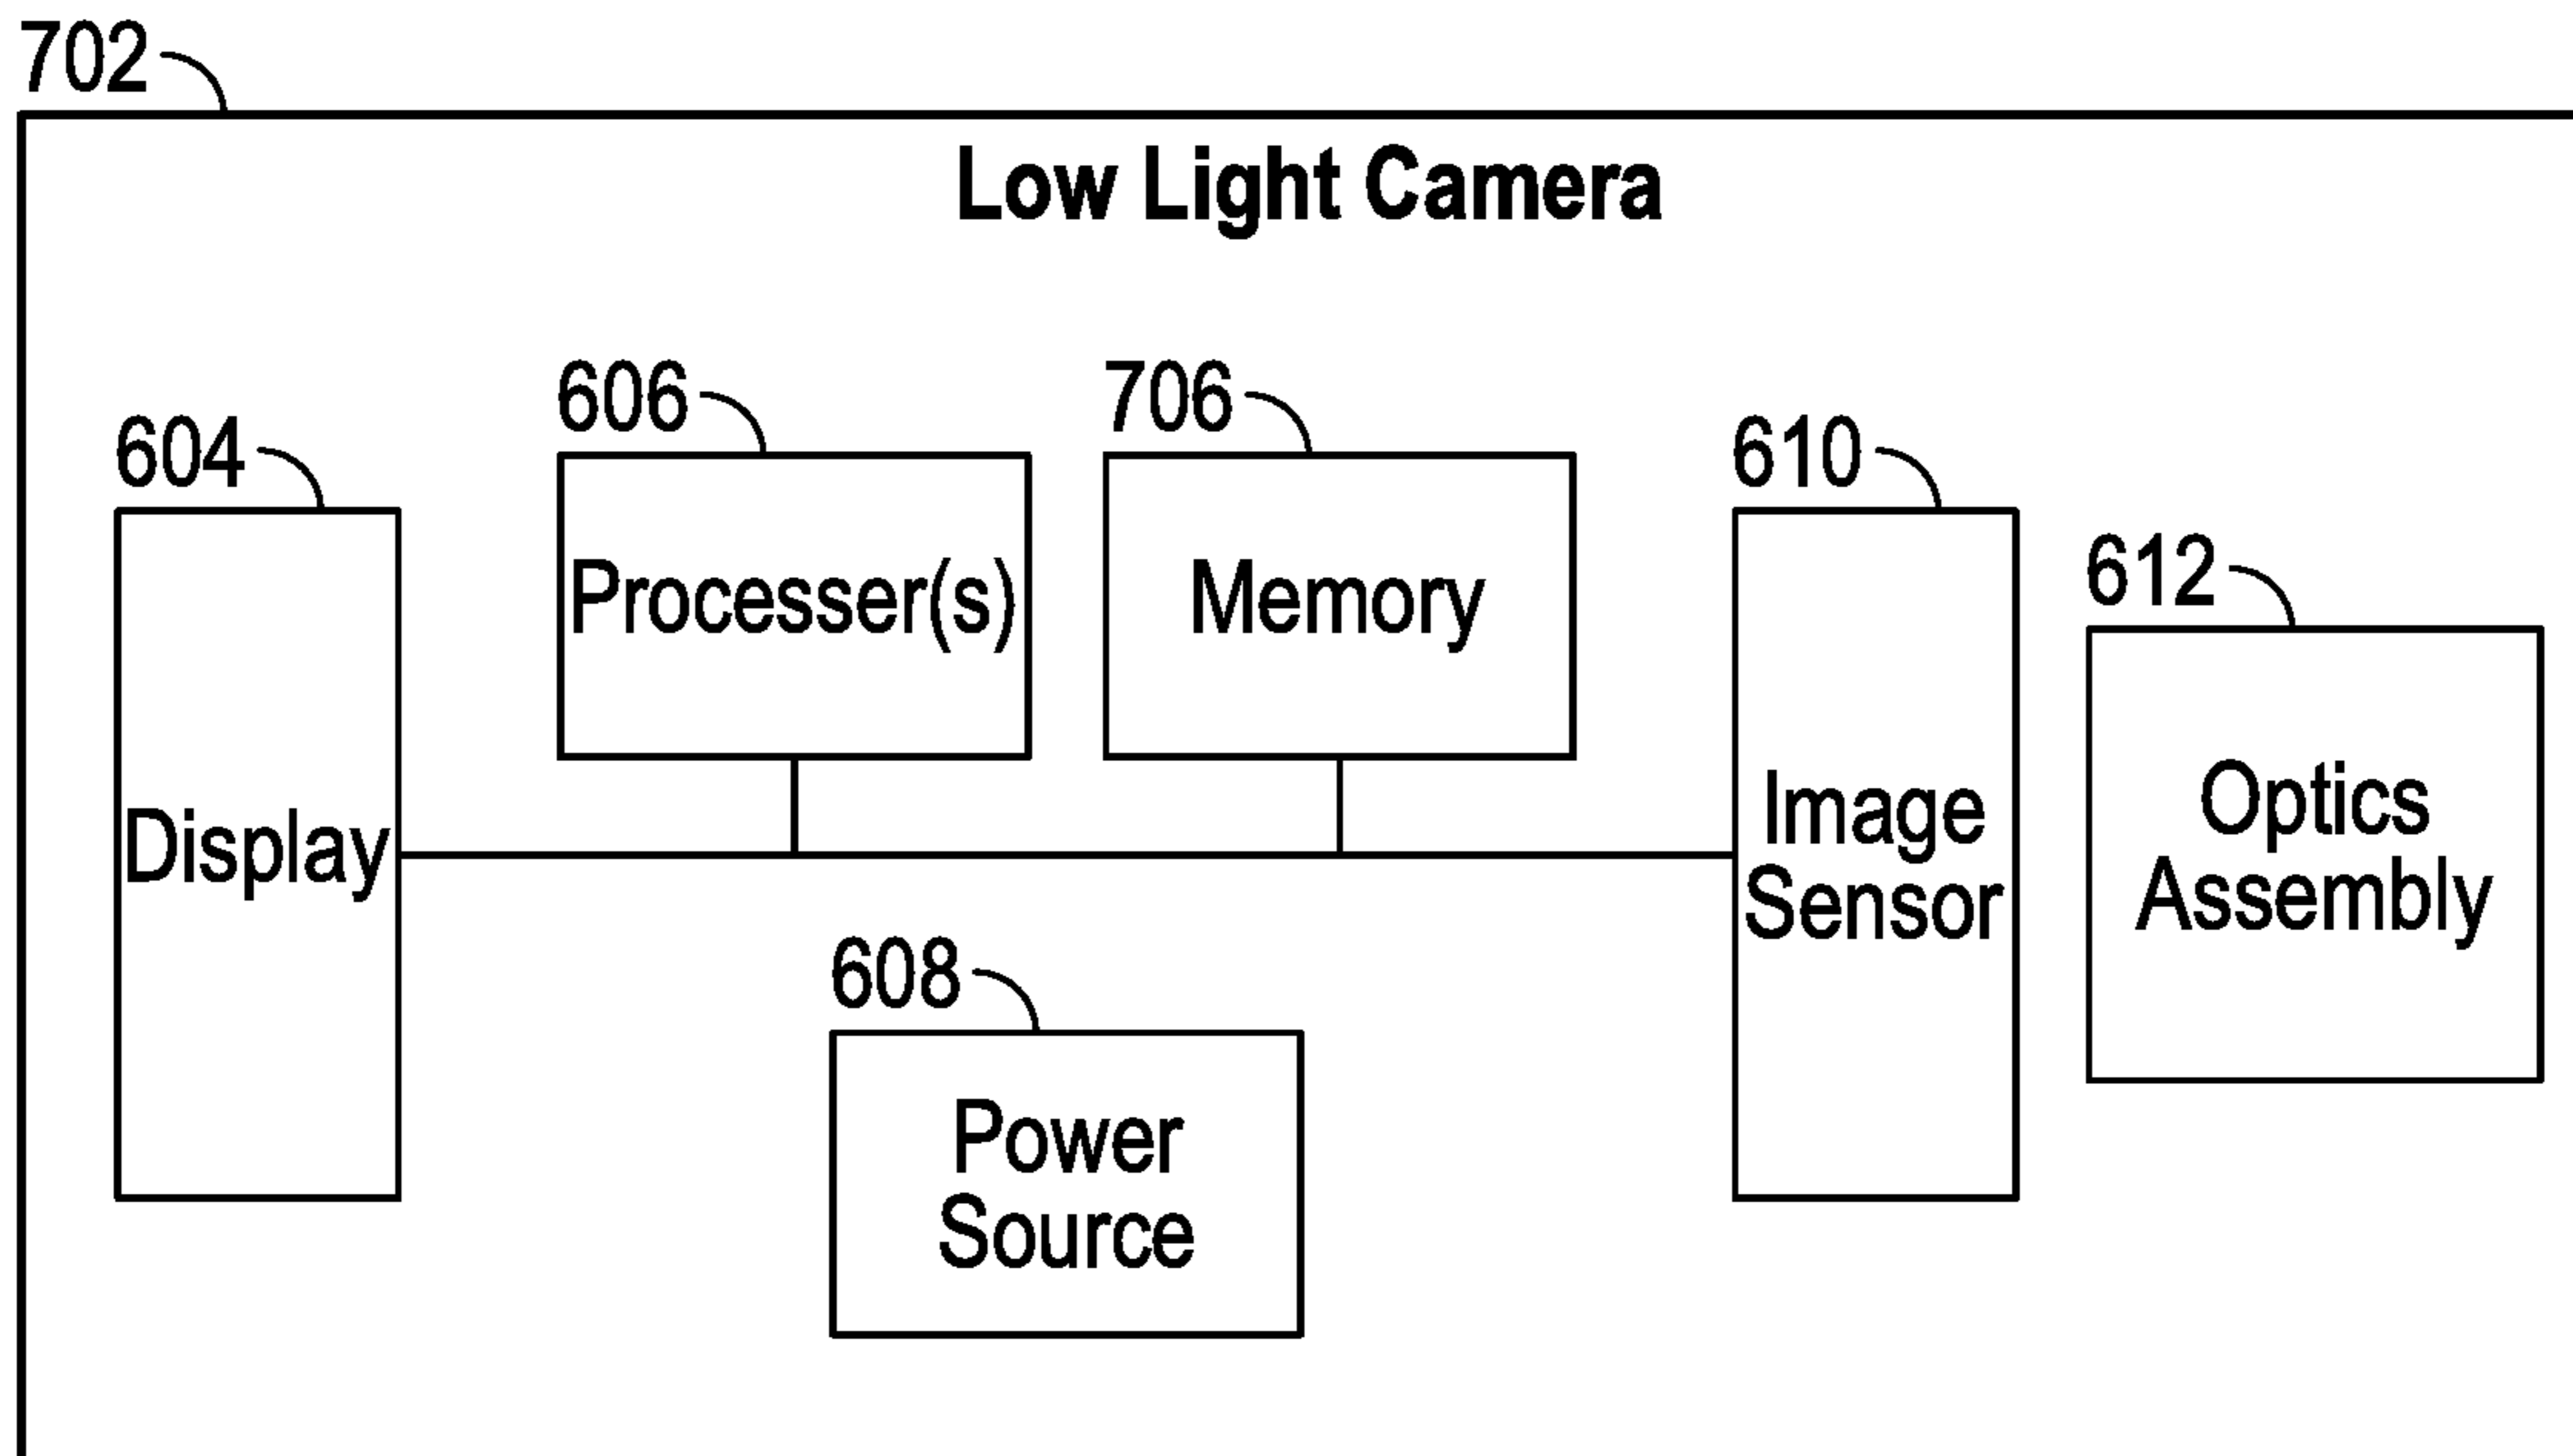 702
Low Light Camera
606
706
604
610
612
Processer(s)
Memory
Display
Image
Sensor
Optics
Assembly
608
Power
Source